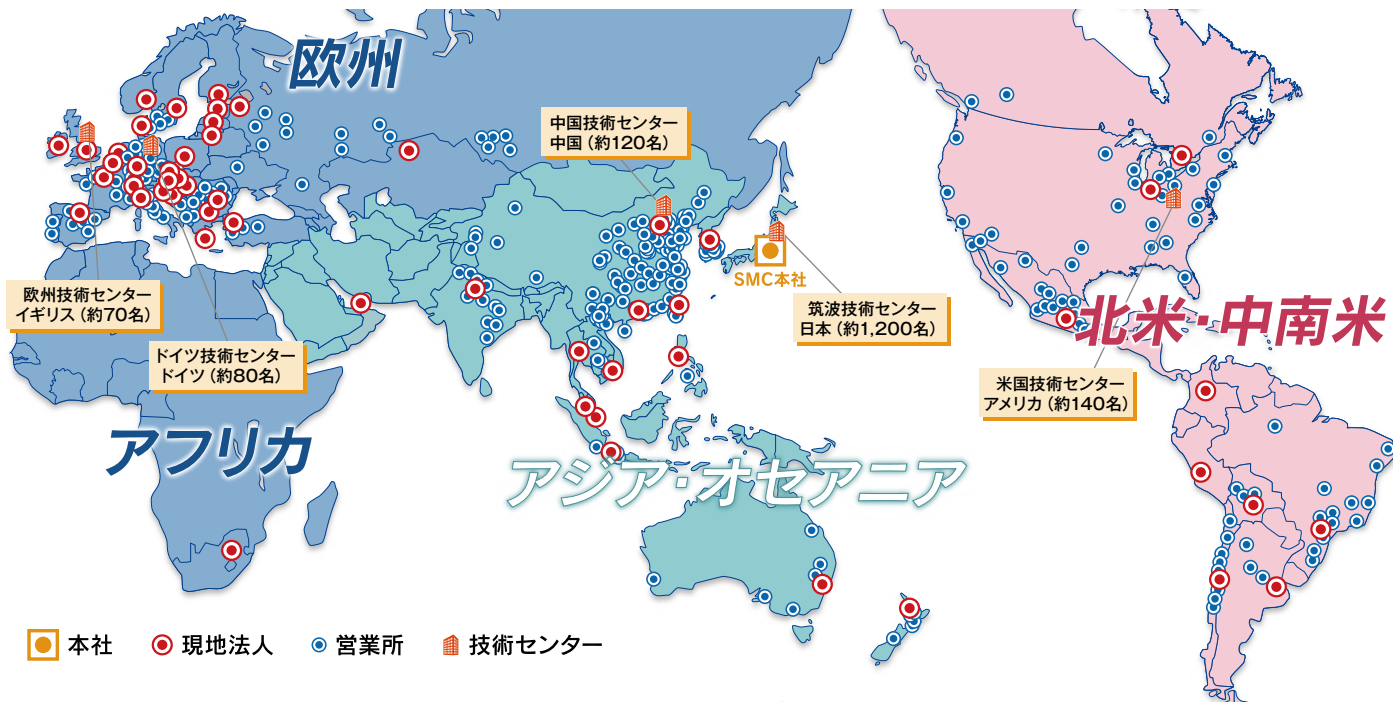 欧州
中国技術センター
中国（約120名）
SMC本社
欧州技術センター
イギリス（約70名）
筑波技術センター
日本（約1,200名）
北米・中南米
ドイツ技術センター
ドイツ（約80名）
米国技術センター
アメリカ（約140名）
アフリカ
アジア・オセアニア
本社
現地法人
営業所
技術センター